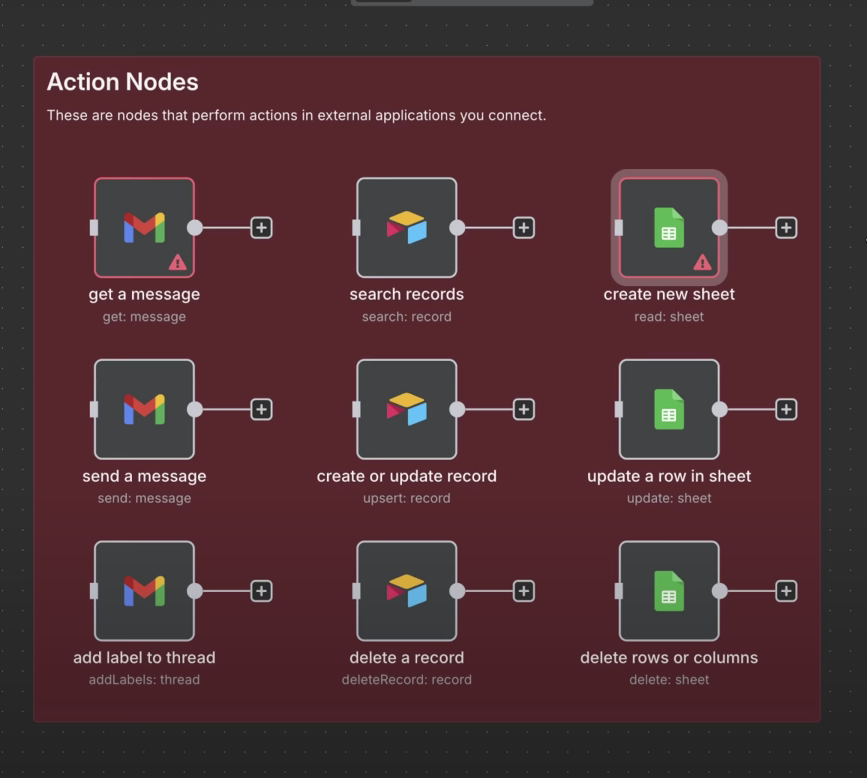 Action Nodes
These are nodes that perform actions in external applications you connect.
get a message
get: message
search records
search: record
create new sheet
read: sheet
send a message
send: message
create or update record
upsert: record
update a row in sheet
update: sheet
add label to thread
addLabels: thread
delete a record
deleteRecord: record
delete rows or columns
delete: sheet